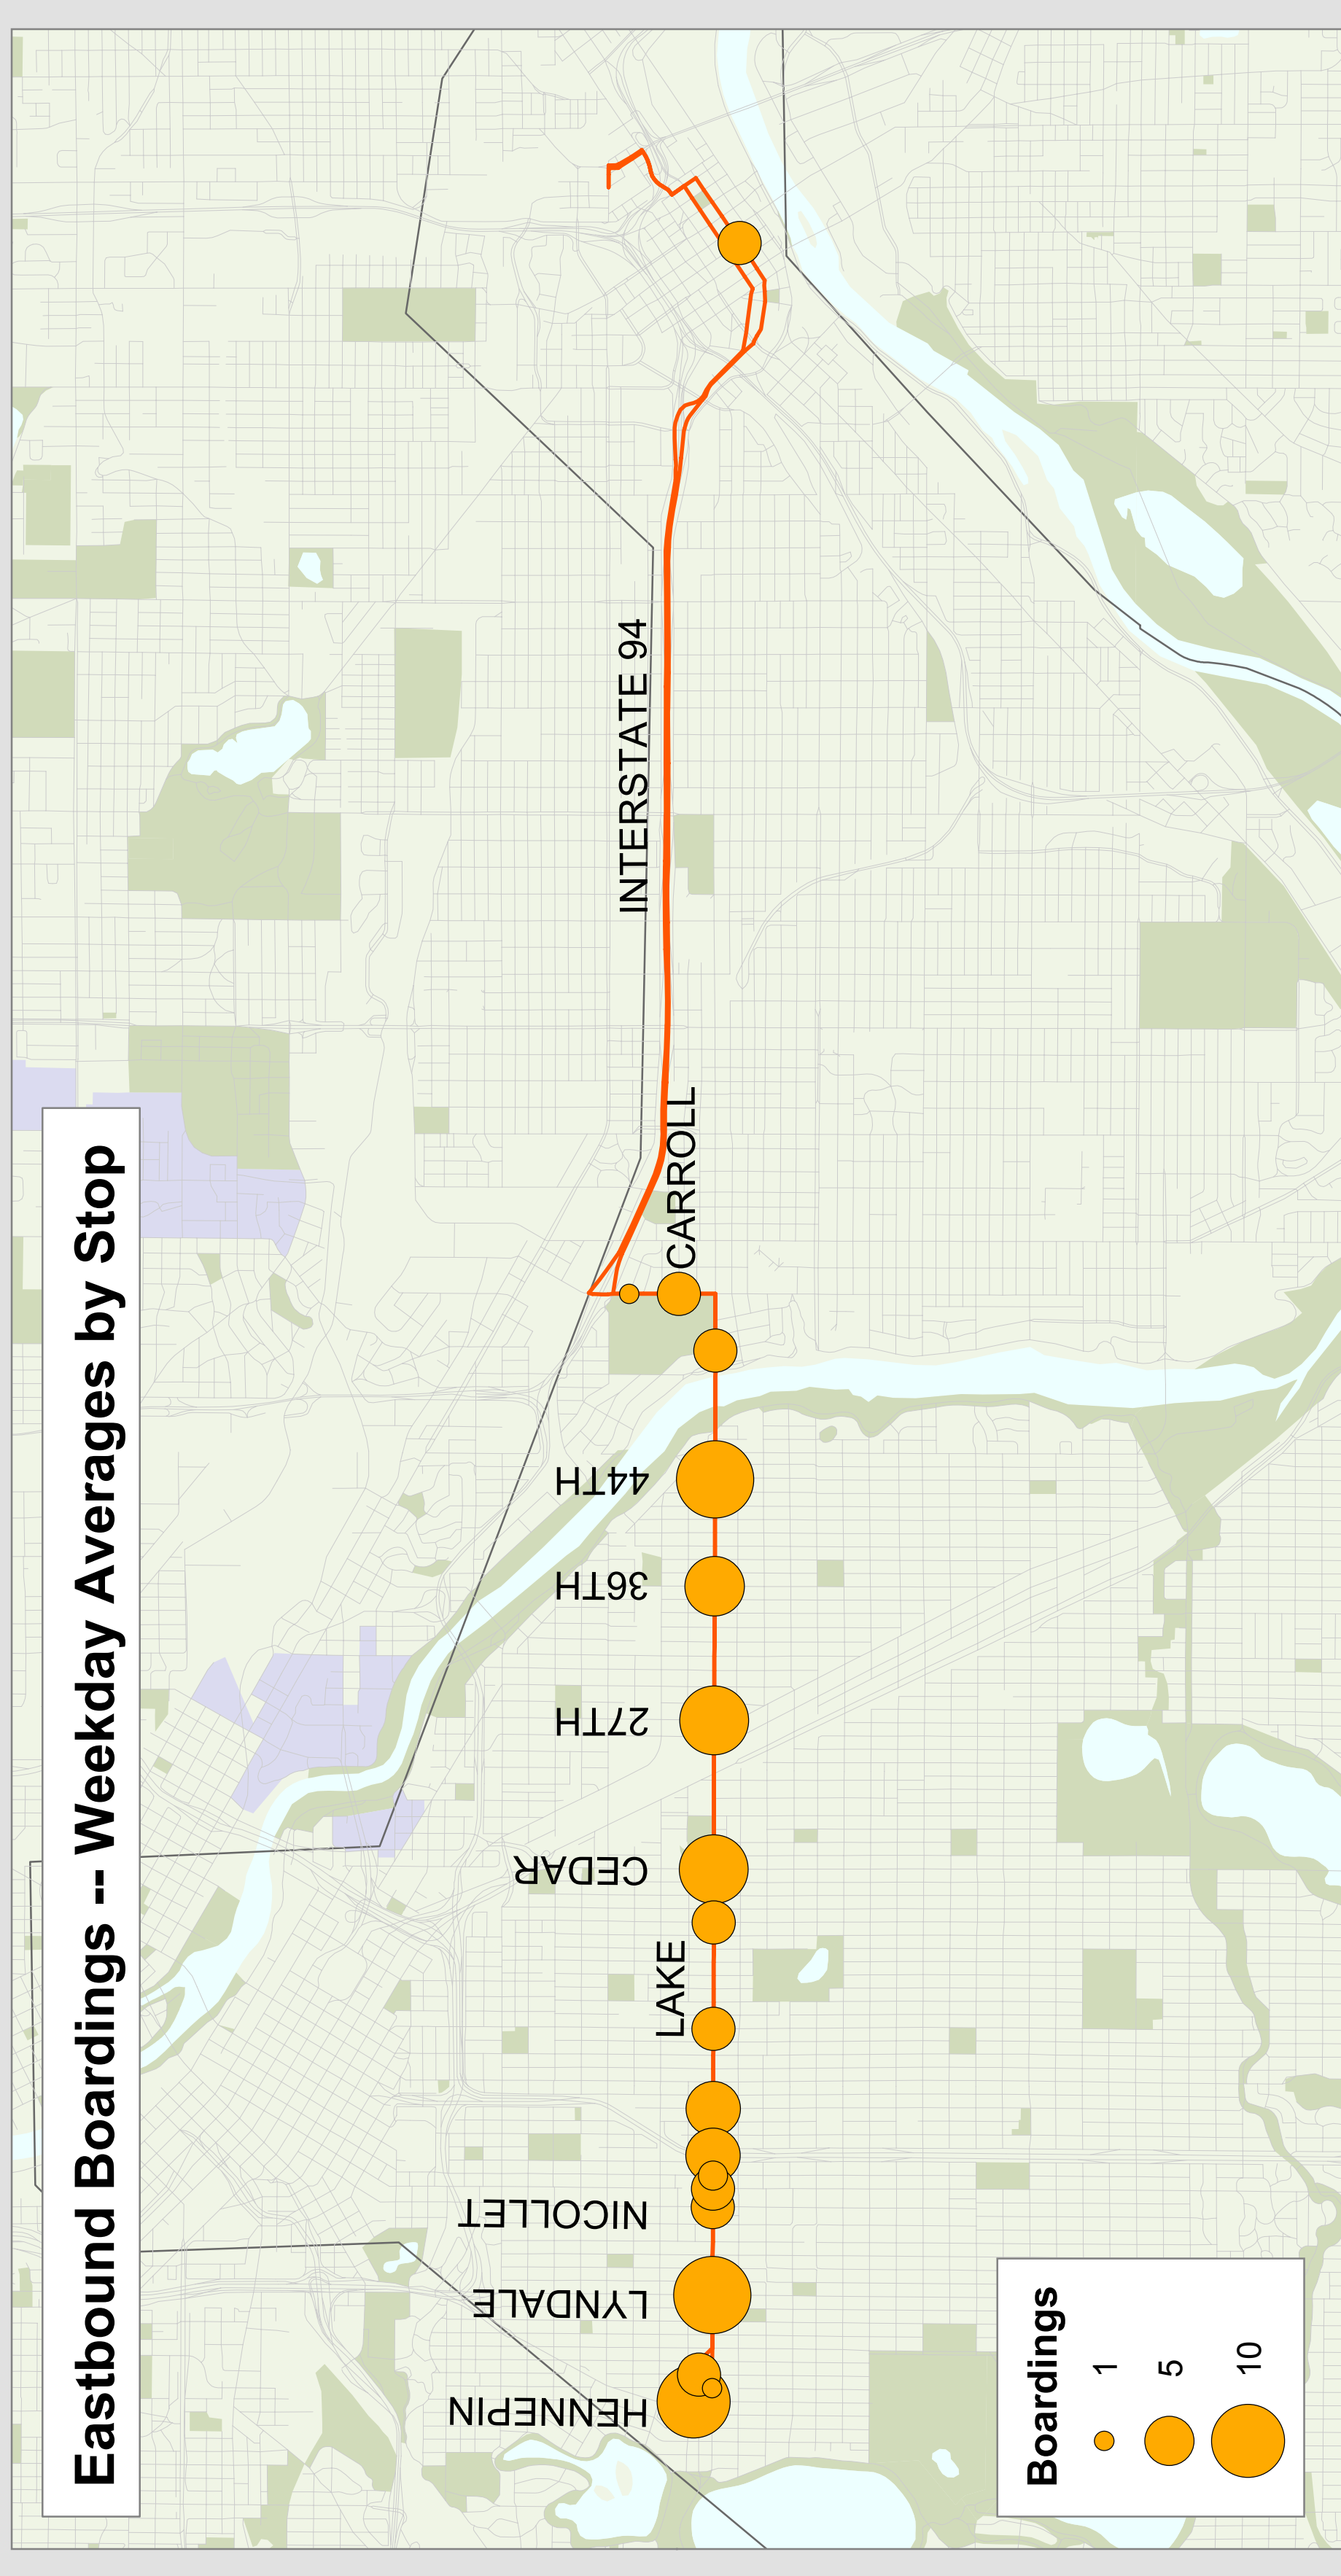 Eastbound Boardings -- Weekday Averages by Stop
HENNEPIN
LYNDALE
NICOLLET
LAKE
CEDAR
27TH
36TH
44TH
CARROLL
INTERSTATE 94
Boardings
1
5
10